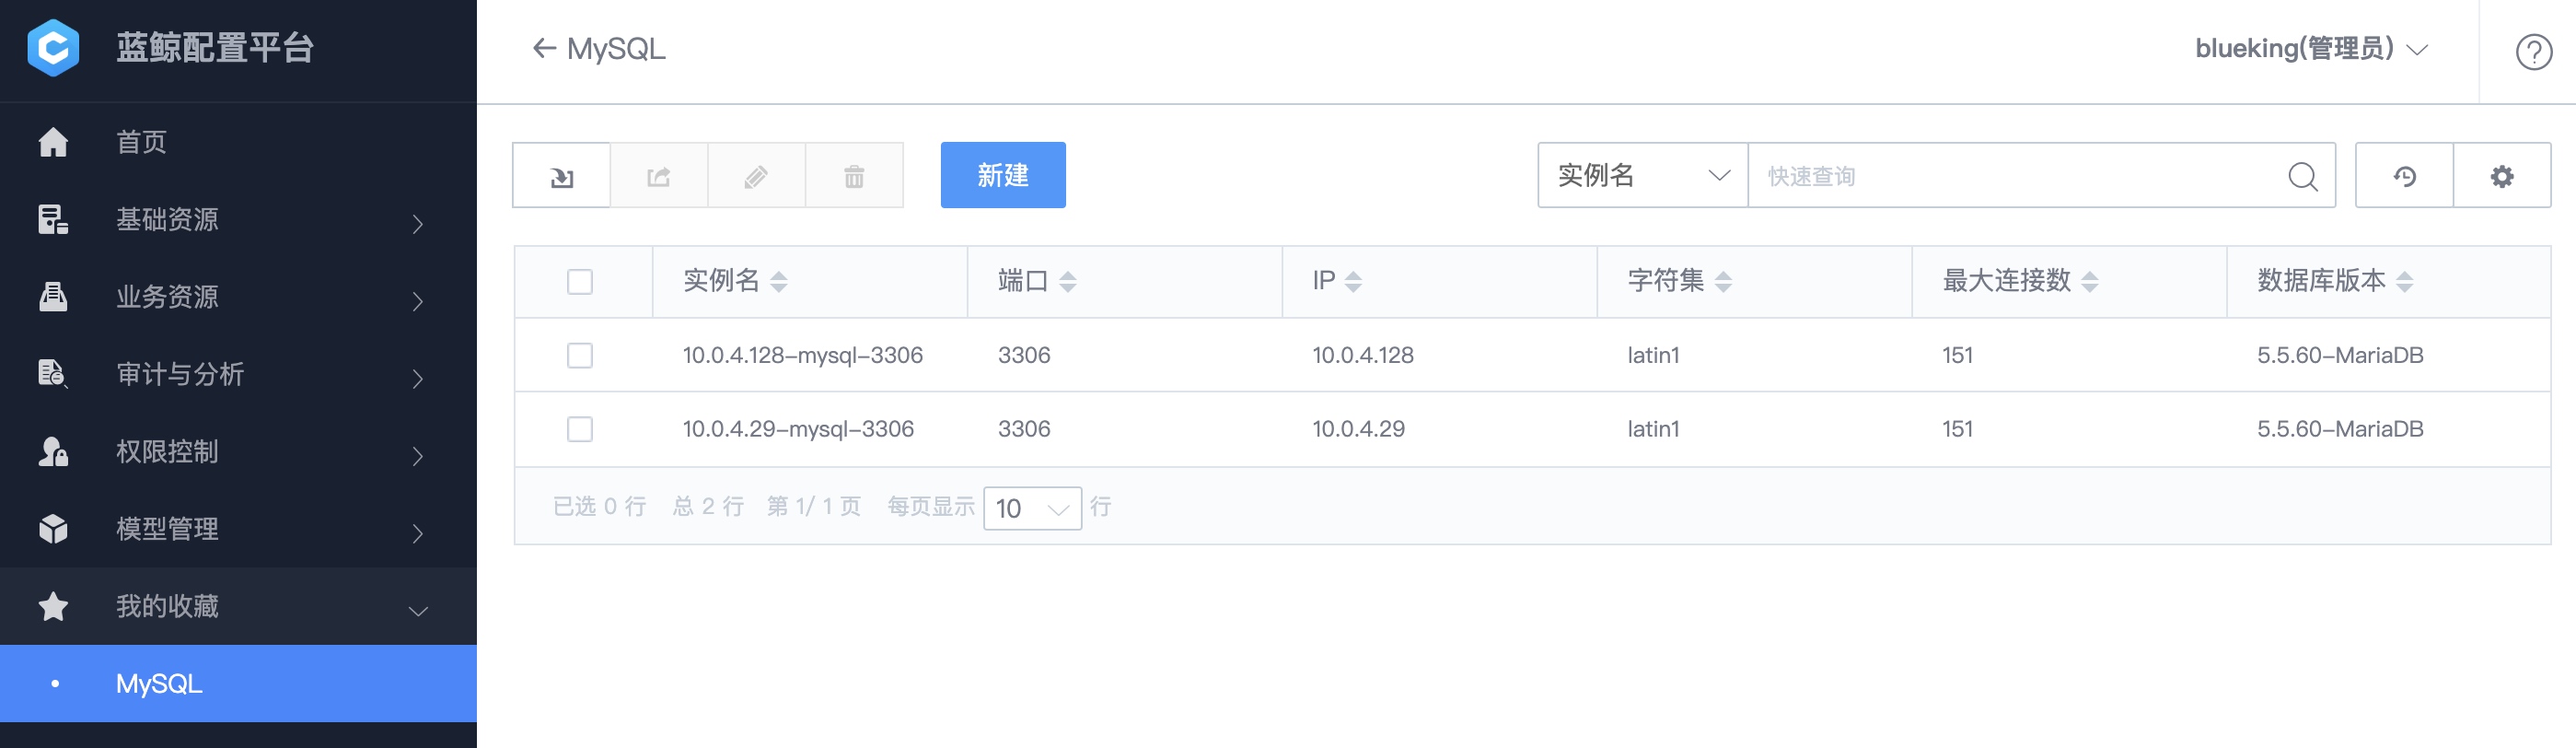 蓝鲸配置平台
← MySQL
blueking(管理员)
首页
基础资源
业务资源
审计与分析
权限控制
模型管理
我的收藏
• MySQL
新建
实例名
快速查询
实例名 端口 IP 字符集 最大连接数 数据库版本
10.0.4.128-mysql-3306 3306 10.0.4.128 latin1 151 5.5.60-MariaDB
10.0.4.29-mysql-3306 3306 10.0.4.29 latin1 151 5.5.60-MariaDB
已选 0 行 总 2 行 第 1/ 1 页 每页显示 10 行